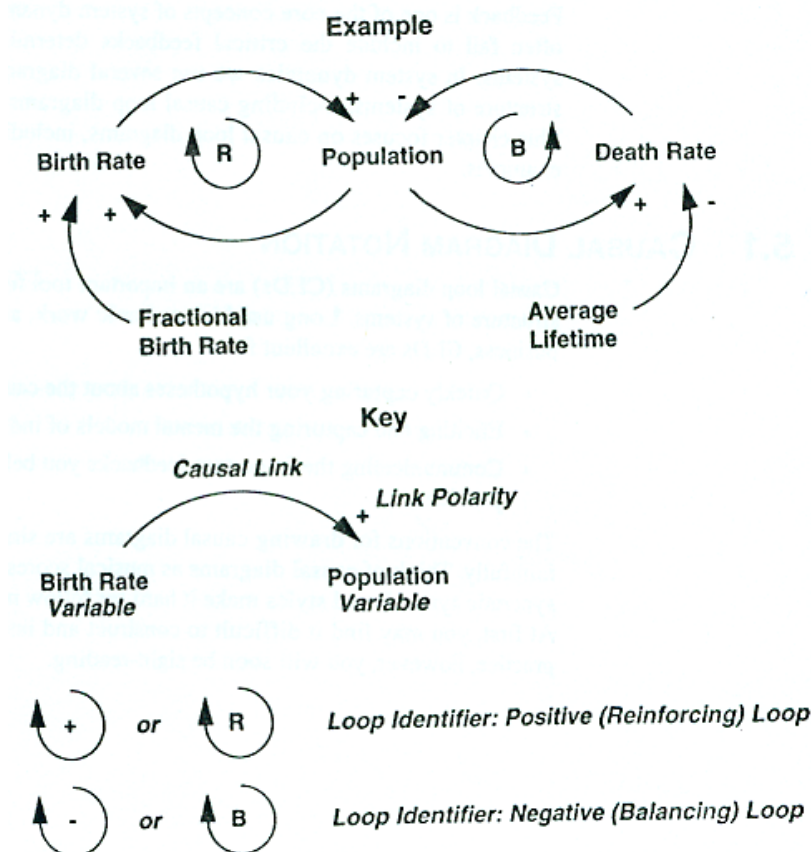 Example
+ -
Birth Rate
R
Population
B
Death Rate
+ +
+ -
Fractional
Birth Rate
Average
Lifetime
Key
Causal Link
Link Polarity
+
Birth Rate
Variable
Population
Variable
+ or R Loop Identifier: Positive (Reinforcing) Loop
- or B Loop Identifier: Negative (Balancing) Loop